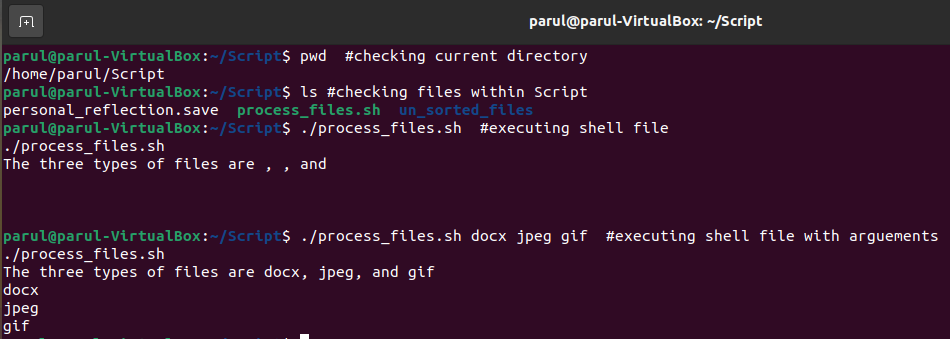 parul@parul-VirtualBox: ~/Script
parul@parul-VirtualBox:~/Script$ pwd  #checking current directory
/home/parul/Script
parul@parul-VirtualBox:~/Script$ ls #checking files within Script
personal_reflection.save  process_files.sh  un_sorted_files
parul@parul-VirtualBox:~/Script$ ./process_files.sh  #executing shell file
./process_files.sh
The three types of files are , , and
parul@parul-VirtualBox:~/Script$ ./process_files.sh docx jpeg gif  #executing shell file with arguements
./process_files.sh
The three types of files are docx, jpeg, and gif
docx
jpeg
gif
parul@parul-VirtualBox:~/Script$